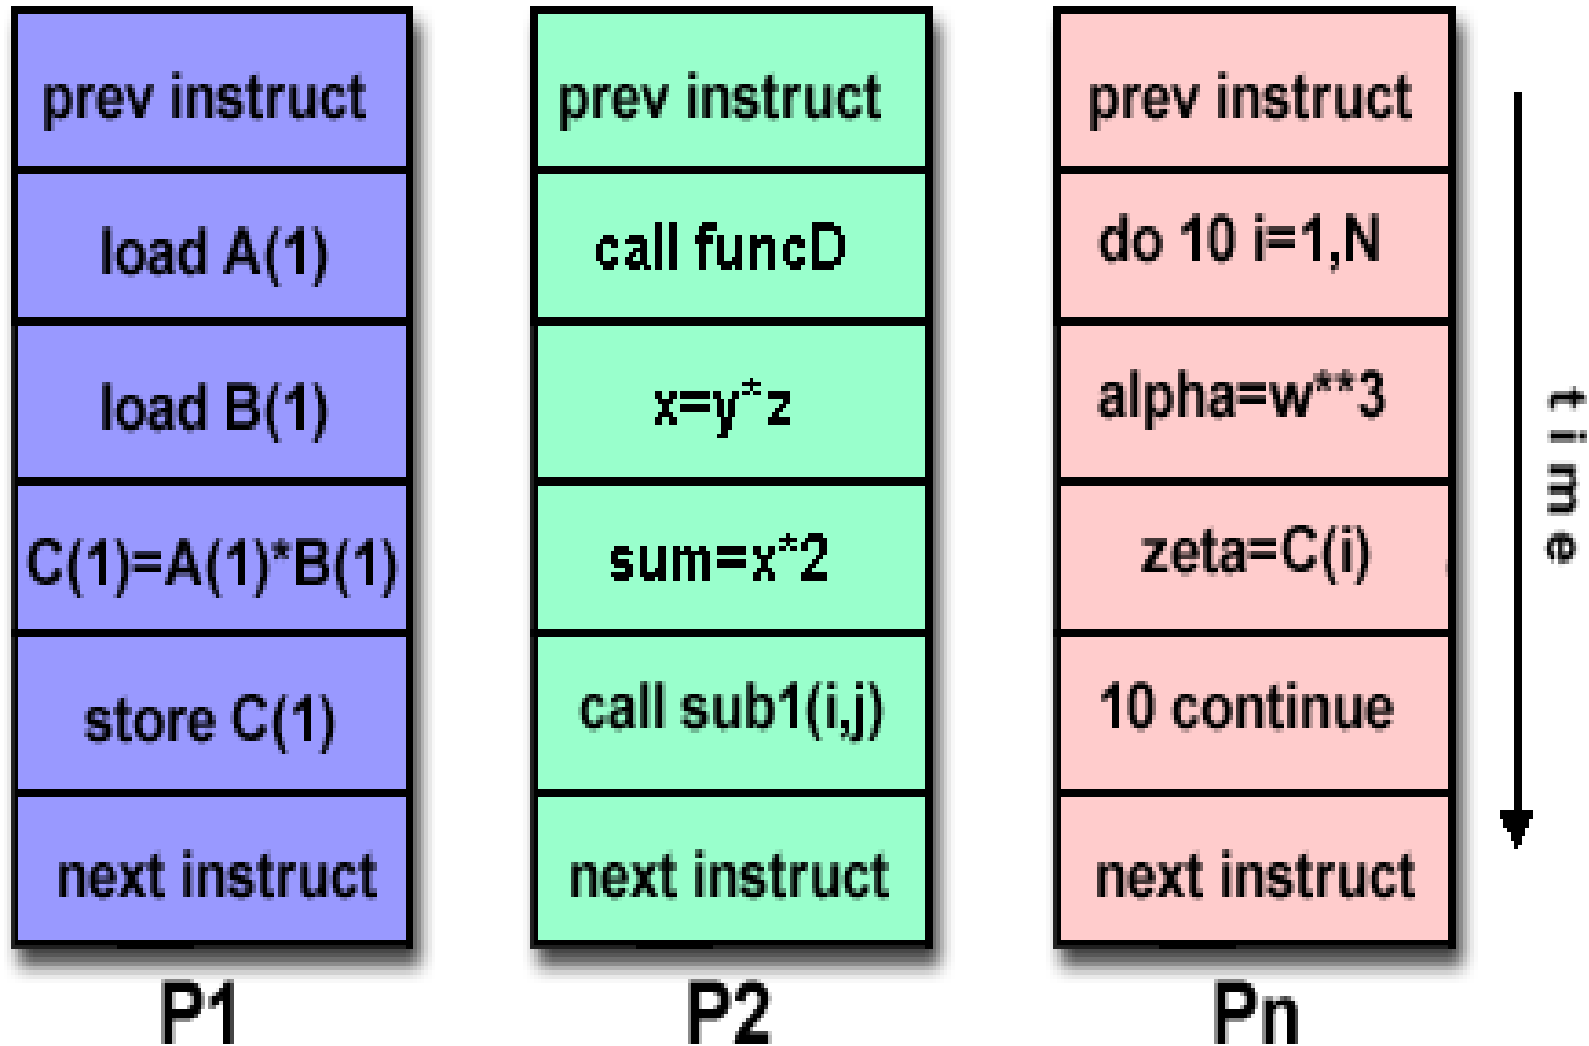 prev instruct
load A(1)
load B(1)
C(1)=A(1)*B(1)
store C(1)
next instruct
P1
prev instruct
call funcD
x=y*z
sum=x*2
call sub1(i,j)
next instruct
P2
prev instruct
do 10 i=1,N
alpha=w**3
zeta=C(i)
10 continue
next instruct
Pn
time